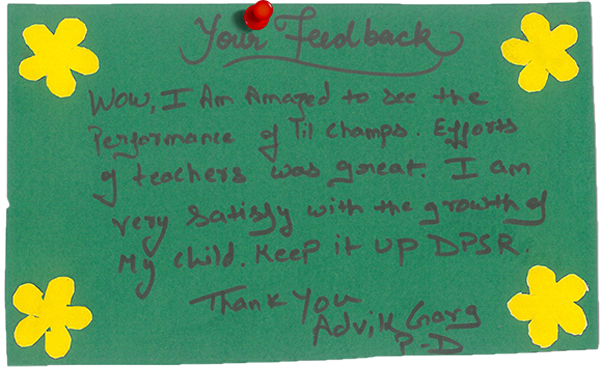 Your Feedback
Wow, I Am Amazed to see the
Performance of Til Champs. Efforts
of teachers was great. I am
very satisfy with the growth of
My child. Keep it up DPSR.
Thank You
Advik Garg
P-D